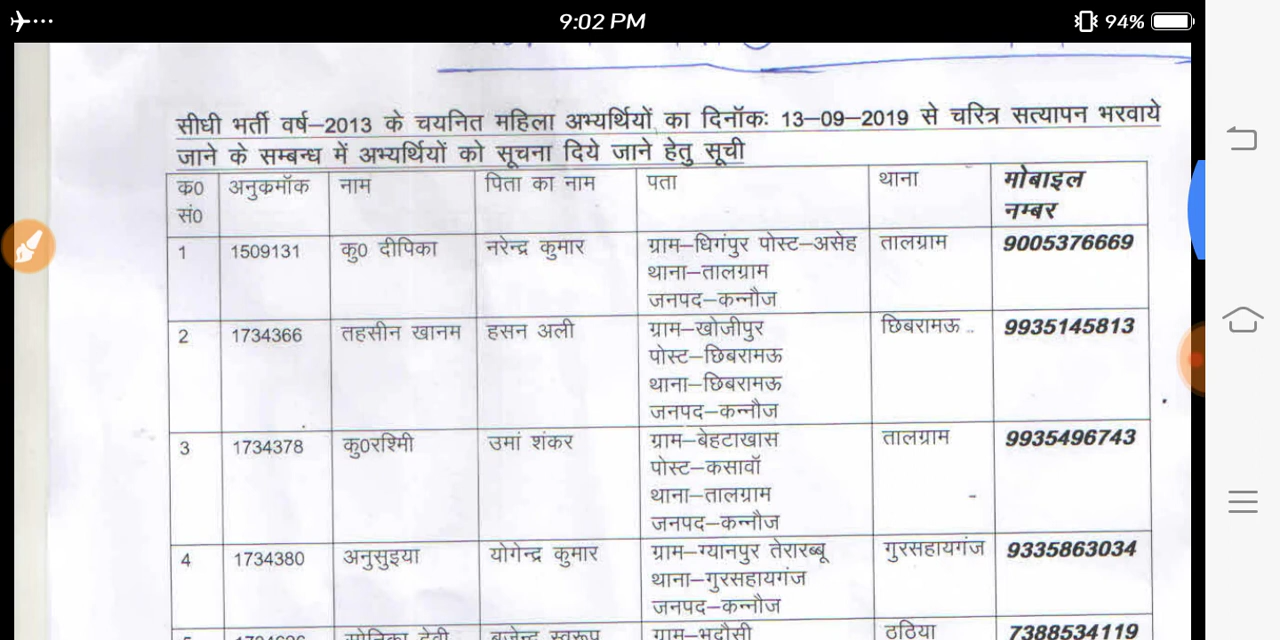 9:02 PM
94%
सीधी भर्ती वर्ष–2013 के चयनित महिला अभ्यर्थियों का दिनॉकः 13–09–2019 से चरित्र सत्यापन भरवाये
जाने के सम्बन्ध में अभ्यर्थियों को सूचना दिये जाने हेतु सूची
क0 सं0 अनुकमॉक नाम पिता का नाम पता थाना मोबाइल नम्बर
1 1509131 कु0 दीपिका नरेन्द्र कुमार ग्राम–धिगंपुर पोस्ट–असेह तालग्राम 9005376669
थाना–तालग्राम
जनपद–कन्नौज
2 1734366 तहसीन खानम हसन अली ग्राम–खोजीपुर छिबरामऊ 9935145813
पोस्ट–छिबरामऊ
थाना–छिबरामऊ
जनपद–कन्नौज
3 1734378 कु0रश्मि उमां शंकर ग्राम–बेहटाखास तालग्राम 9935496743
पोस्ट–कसावॉ
थाना–तालग्राम
जनपद–कन्नौज
4 1734380 अनुसुइया योगेन्द्र कुमार ग्राम–ग्यानपुर तेरारब्बू गुरसहायगंज 9335863034
थाना–गुरसहायगंज
जनपद–कन्नौज
देवी ग्राम–भदौसी ठठिया 7388534119